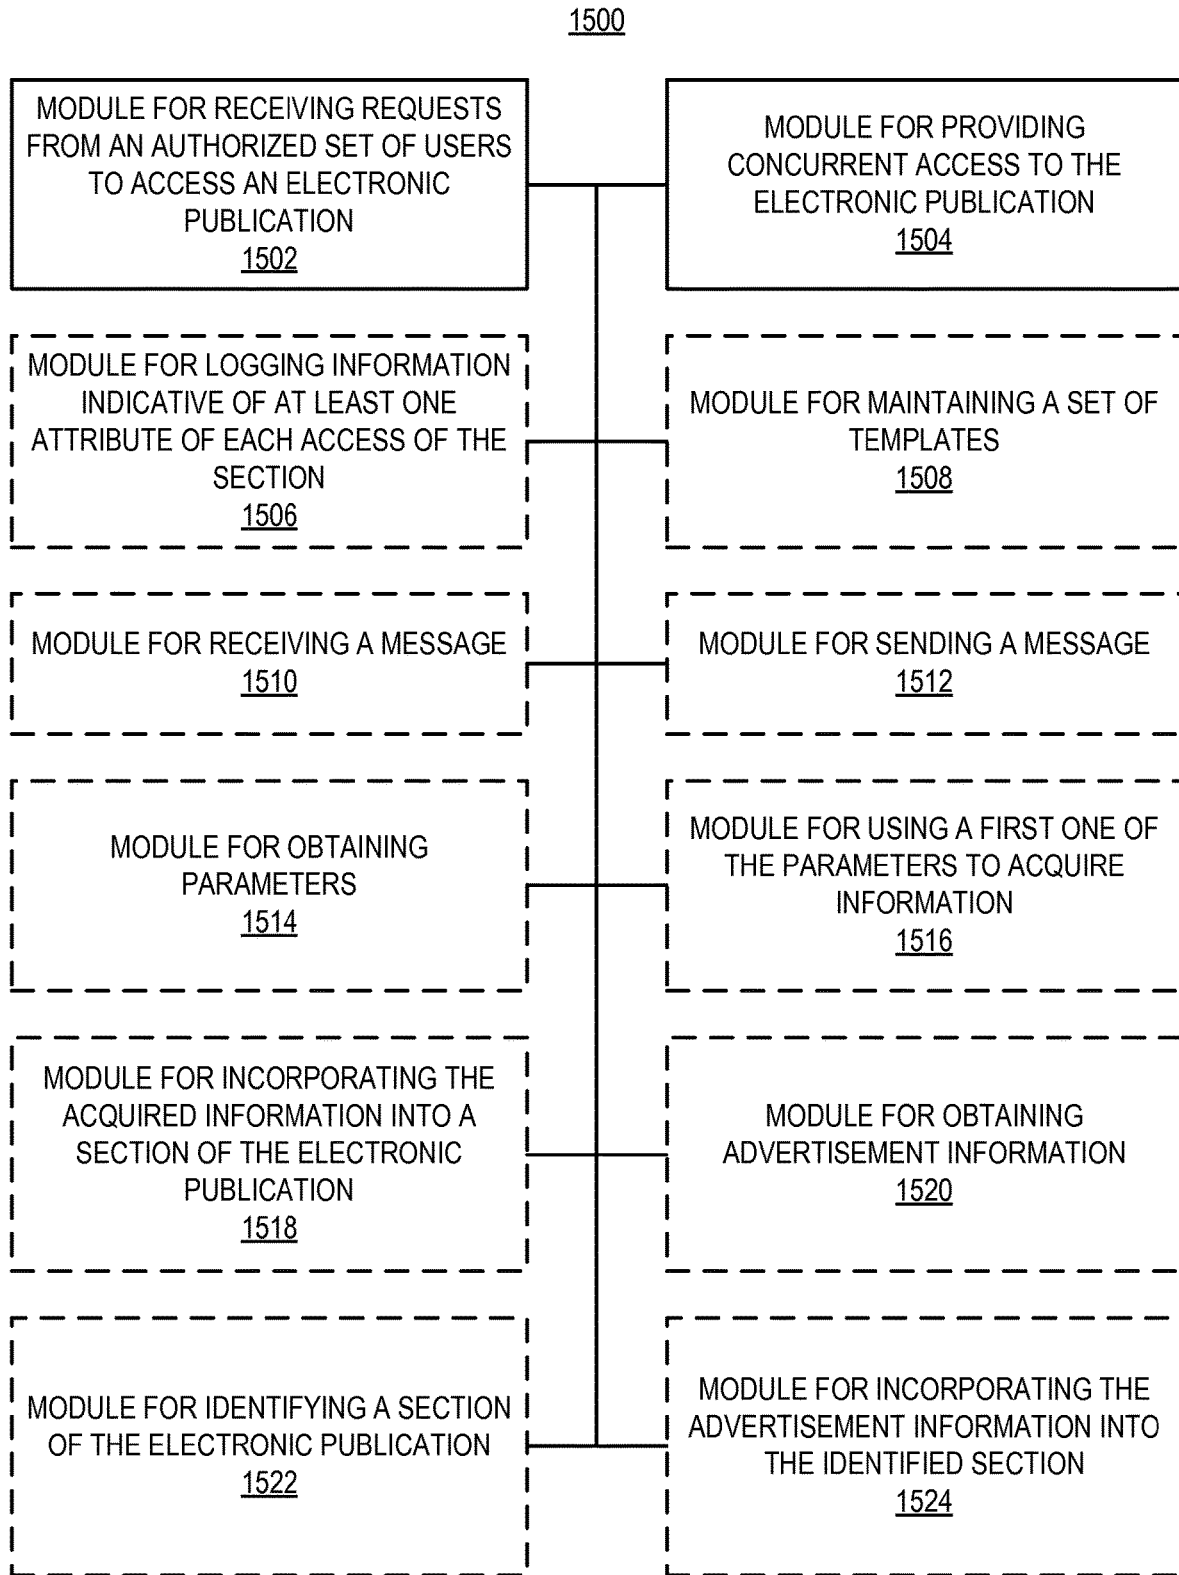 1500
MODULE FOR RECEIVING REQUESTS
FROM AN AUTHORIZED SET OF USERS
TO ACCESS AN ELECTRONIC
PUBLICATION
1502
MODULE FOR PROVIDING
CONCURRENT ACCESS TO THE
ELECTRONIC PUBLICATION
1504
MODULE FOR LOGGING INFORMATION
INDICATIVE OF AT LEAST ONE
ATTRIBUTE OF EACH ACCESS OF THE
SECTION
1506
MODULE FOR MAINTAINING A SET OF
TEMPLATES
1508
MODULE FOR RECEIVING A MESSAGE
1510
MODULE FOR SENDING A MESSAGE
1512
MODULE FOR OBTAINING
PARAMETERS
1514
MODULE FOR USING A FIRST ONE OF
THE PARAMETERS TO ACQUIRE
INFORMATION
1516
MODULE FOR INCORPORATING THE
ACQUIRED INFORMATION INTO A
SECTION OF THE ELECTRONIC
PUBLICATION
1518
MODULE FOR OBTAINING
ADVERTISEMENT INFORMATION
1520
MODULE FOR IDENTIFYING A SECTION
OF THE ELECTRONIC PUBLICATION
1522
MODULE FOR INCORPORATING THE
ADVERTISEMENT INFORMATION INTO
THE IDENTIFIED SECTION
1524